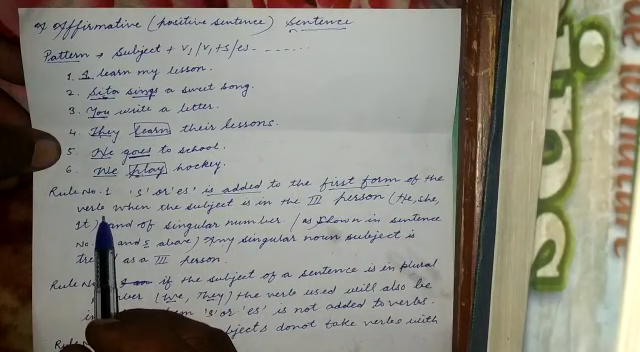 Affirmative (positive sentence) Sentence
Pattern → Subject + V1/V1+s/es - - - - - - -
1. I learn my lesson.
2. Sita sings a sweet song.
3. You write a letter.
4. They learn their lessons.
5. He goes to school.
6. We play hockey.
Rule No. 1 's' or 'es' is added to the first form of the
verb when the subject is in the III person (He, she,
It) and of singular number. (as shown in sentence
No. and 5 above) Any singular noun subject is
as a III person.
Rule No. if the subject of a sentence is in plural
(We, They) the verb used will also be
's' or 'es' is not added to verbs.
donot take verbs with